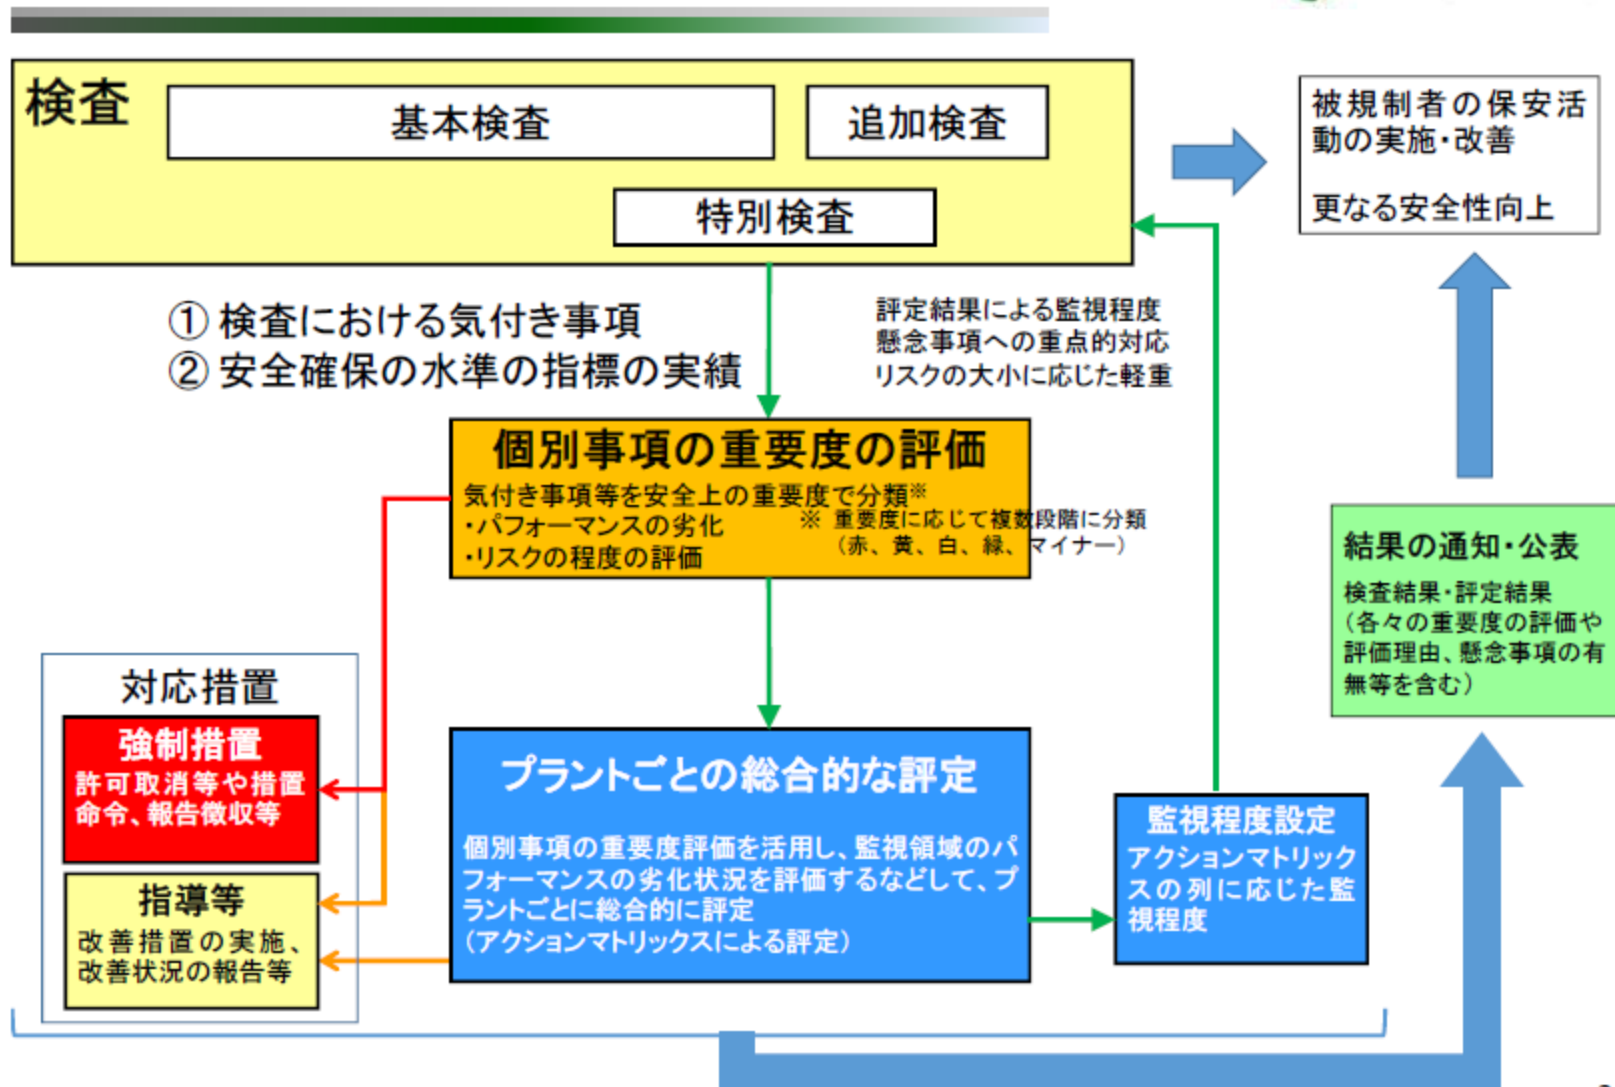 検査
基本検査
追加検査
特別検査
被規制者の保安活
動の実施・改善
更なる安全性向上
① 検査における気付き事項
② 安全確保の水準の指標の実績
評定結果による監視程度
懸念事項への重点的対応
リスクの大小に応じた軽重
個別事項の重要度の評価
気付き事項等を安全上の重要度で分類※
・パフォーマンスの劣化
・リスクの程度の評価
※ 重要度に応じて複数段階に分類
（赤、黄、白、緑、マイナー）
結果の通知・公表
検査結果・評定結果
（各々の重要度の評価や
評価理由、懸念事項の有
無等を含む）
対応措置
強制措置
許可取消等や措置
命令、報告徴収等
指導等
改善措置の実施、
改善状況の報告等
プラントごとの総合的な評定
個別事項の重要度評価を活用し、監視領域のパ
フォーマンスの劣化状況を評価するなどして、プ
ラントごとに総合的に評定
（アクションマトリックスによる評定）
監視程度設定
アクションマトリック
スの列に応じた監
視程度